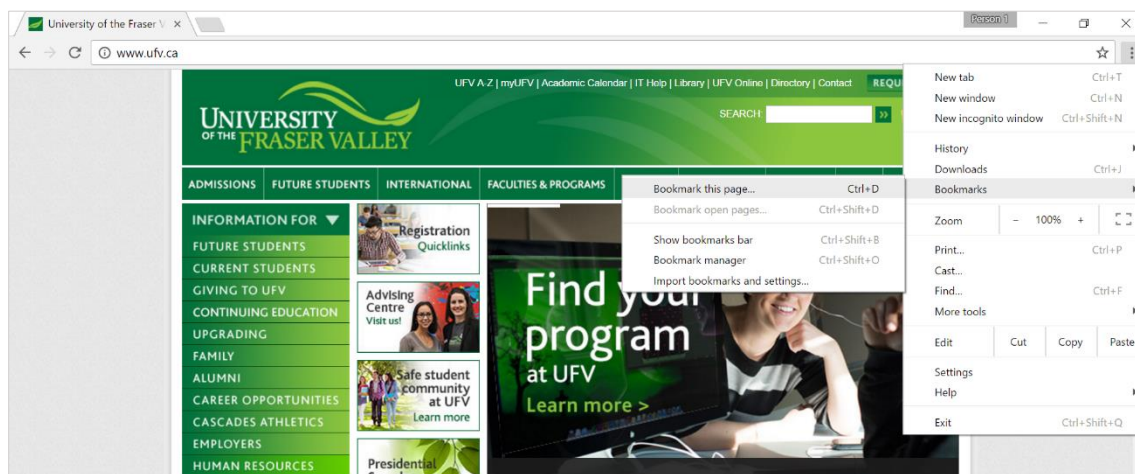 University of the Fraser V
Person 1
www.ufv.ca
UFV A-Z | myUFV | Academic Calendar | IT Help | Library | UFV Online | Directory | Contact
REQU
UNIVERSITY
OF THE FRASER VALLEY
SEARCH:
ADMISSIONS FUTURE STUDENTS INTERNATIONAL FACULTIES & PROGRAMS
INFORMATION FOR
FUTURE STUDENTS
CURRENT STUDENTS
GIVING TO UFV
CONTINUING EDUCATION
UPGRADING
FAMILY
ALUMNI
CAREER OPPORTUNITIES
CASCADES ATHLETICS
EMPLOYERS
HUMAN RESOURCES
Registration
Quicklinks
Advising
Centre
Visit us!
Safe student
community
at UFV
Learn more
Presidential
Find your
program
at UFV
Learn more >
Bookmark this page... Ctrl+D
Bookmark open pages... Ctrl+Shift+D
Show bookmarks bar Ctrl+Shift+B
Bookmark manager Ctrl+Shift+O
Import bookmarks and settings...
New tab Ctrl+T
New window Ctrl+N
New incognito window Ctrl+Shift+N
History
Downloads Ctrl+J
Bookmarks
Zoom - 100% +
Print... Ctrl+P
Cast...
Find... Ctrl+F
More tools
Edit Cut Copy Paste
Settings
Help
Exit Ctrl+Shift+Q